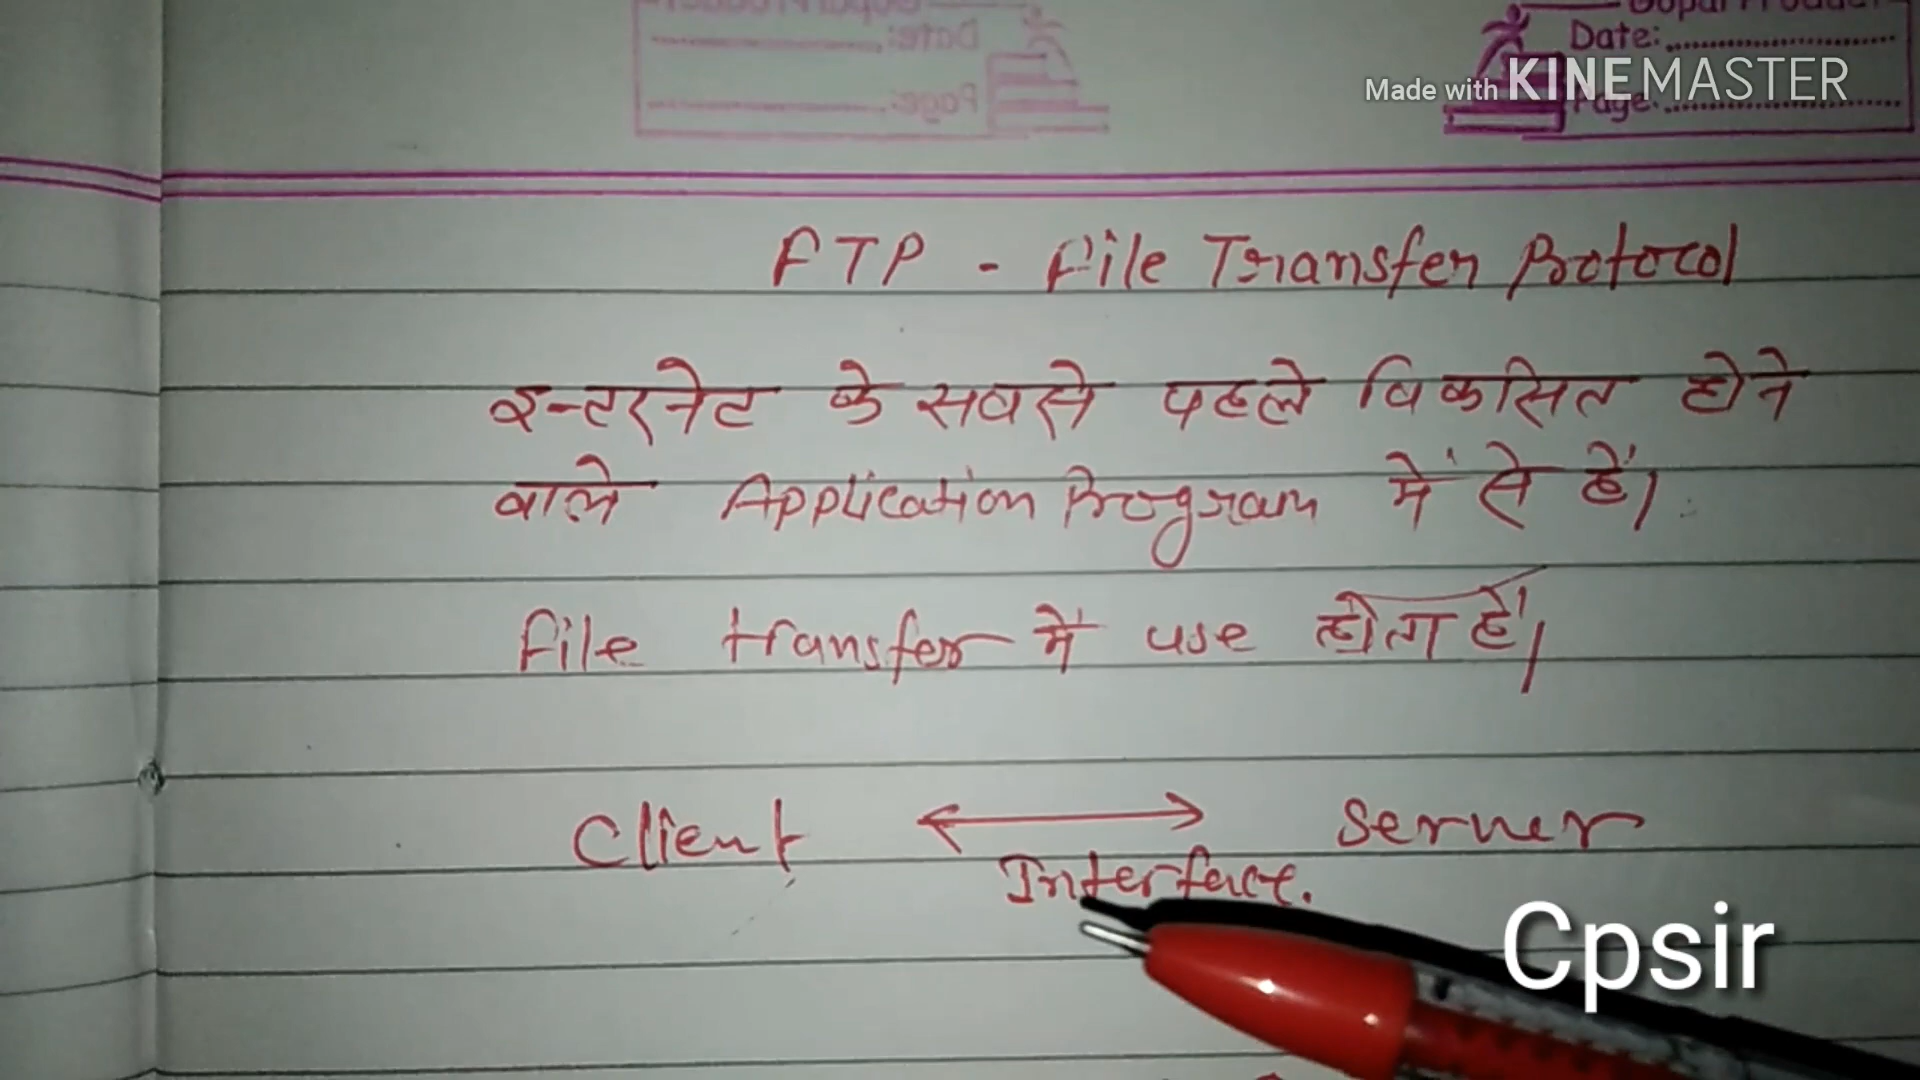 Date:
Made with KINEMASTER
Page:
FTP - File Transfer Protocol
इन्टरनेट के सबसे पहले विकसित होने
वाले Application Program में से हैं।
File transfer में use होता हैं।
Client ⟷ Server
Interface.
Cpsir